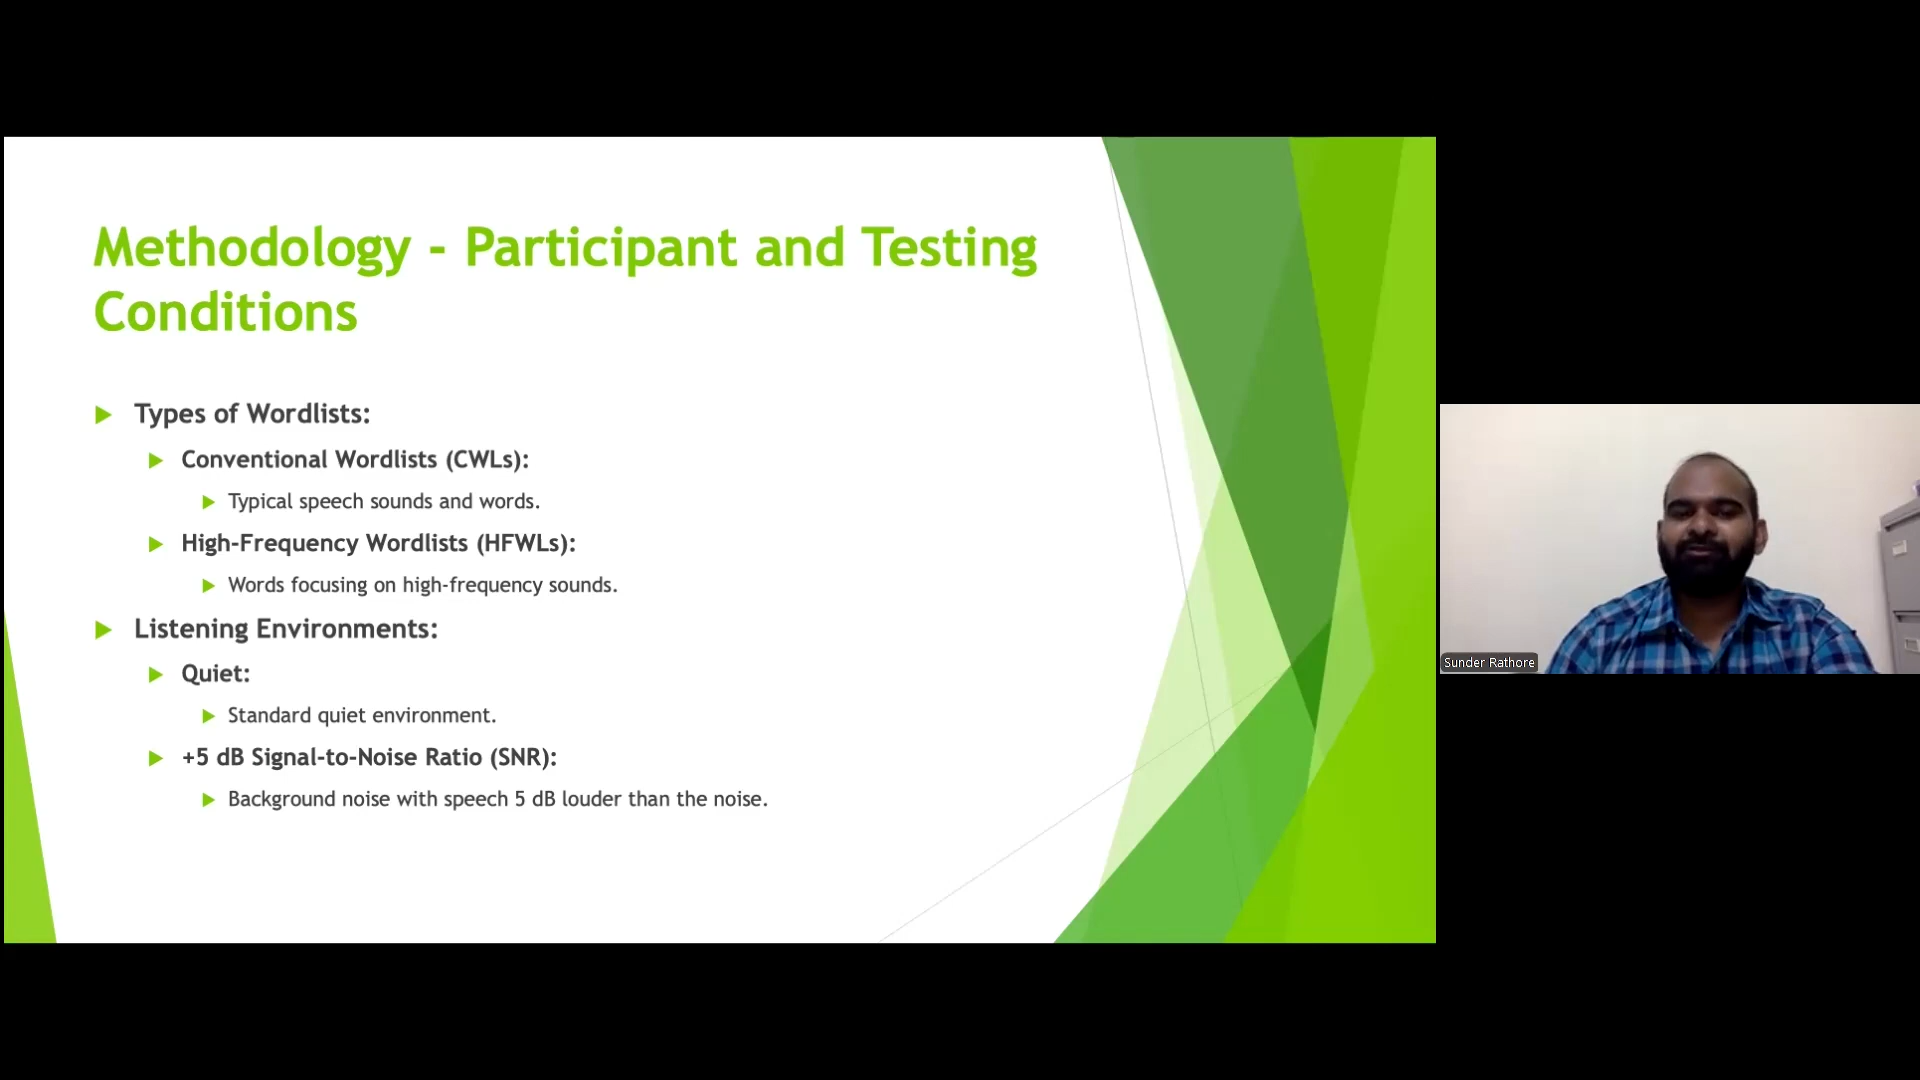 Methodology - Participant and Testing
Conditions
Types of Wordlists:
Conventional Wordlists (CWLs):
Typical speech sounds and words.
High-Frequency Wordlists (HFWLs):
Words focusing on high-frequency sounds.
Listening Environments:
Quiet:
Standard quiet environment.
+5 dB Signal-to-Noise Ratio (SNR):
Background noise with speech 5 dB louder than the noise.
Sunder Rathore